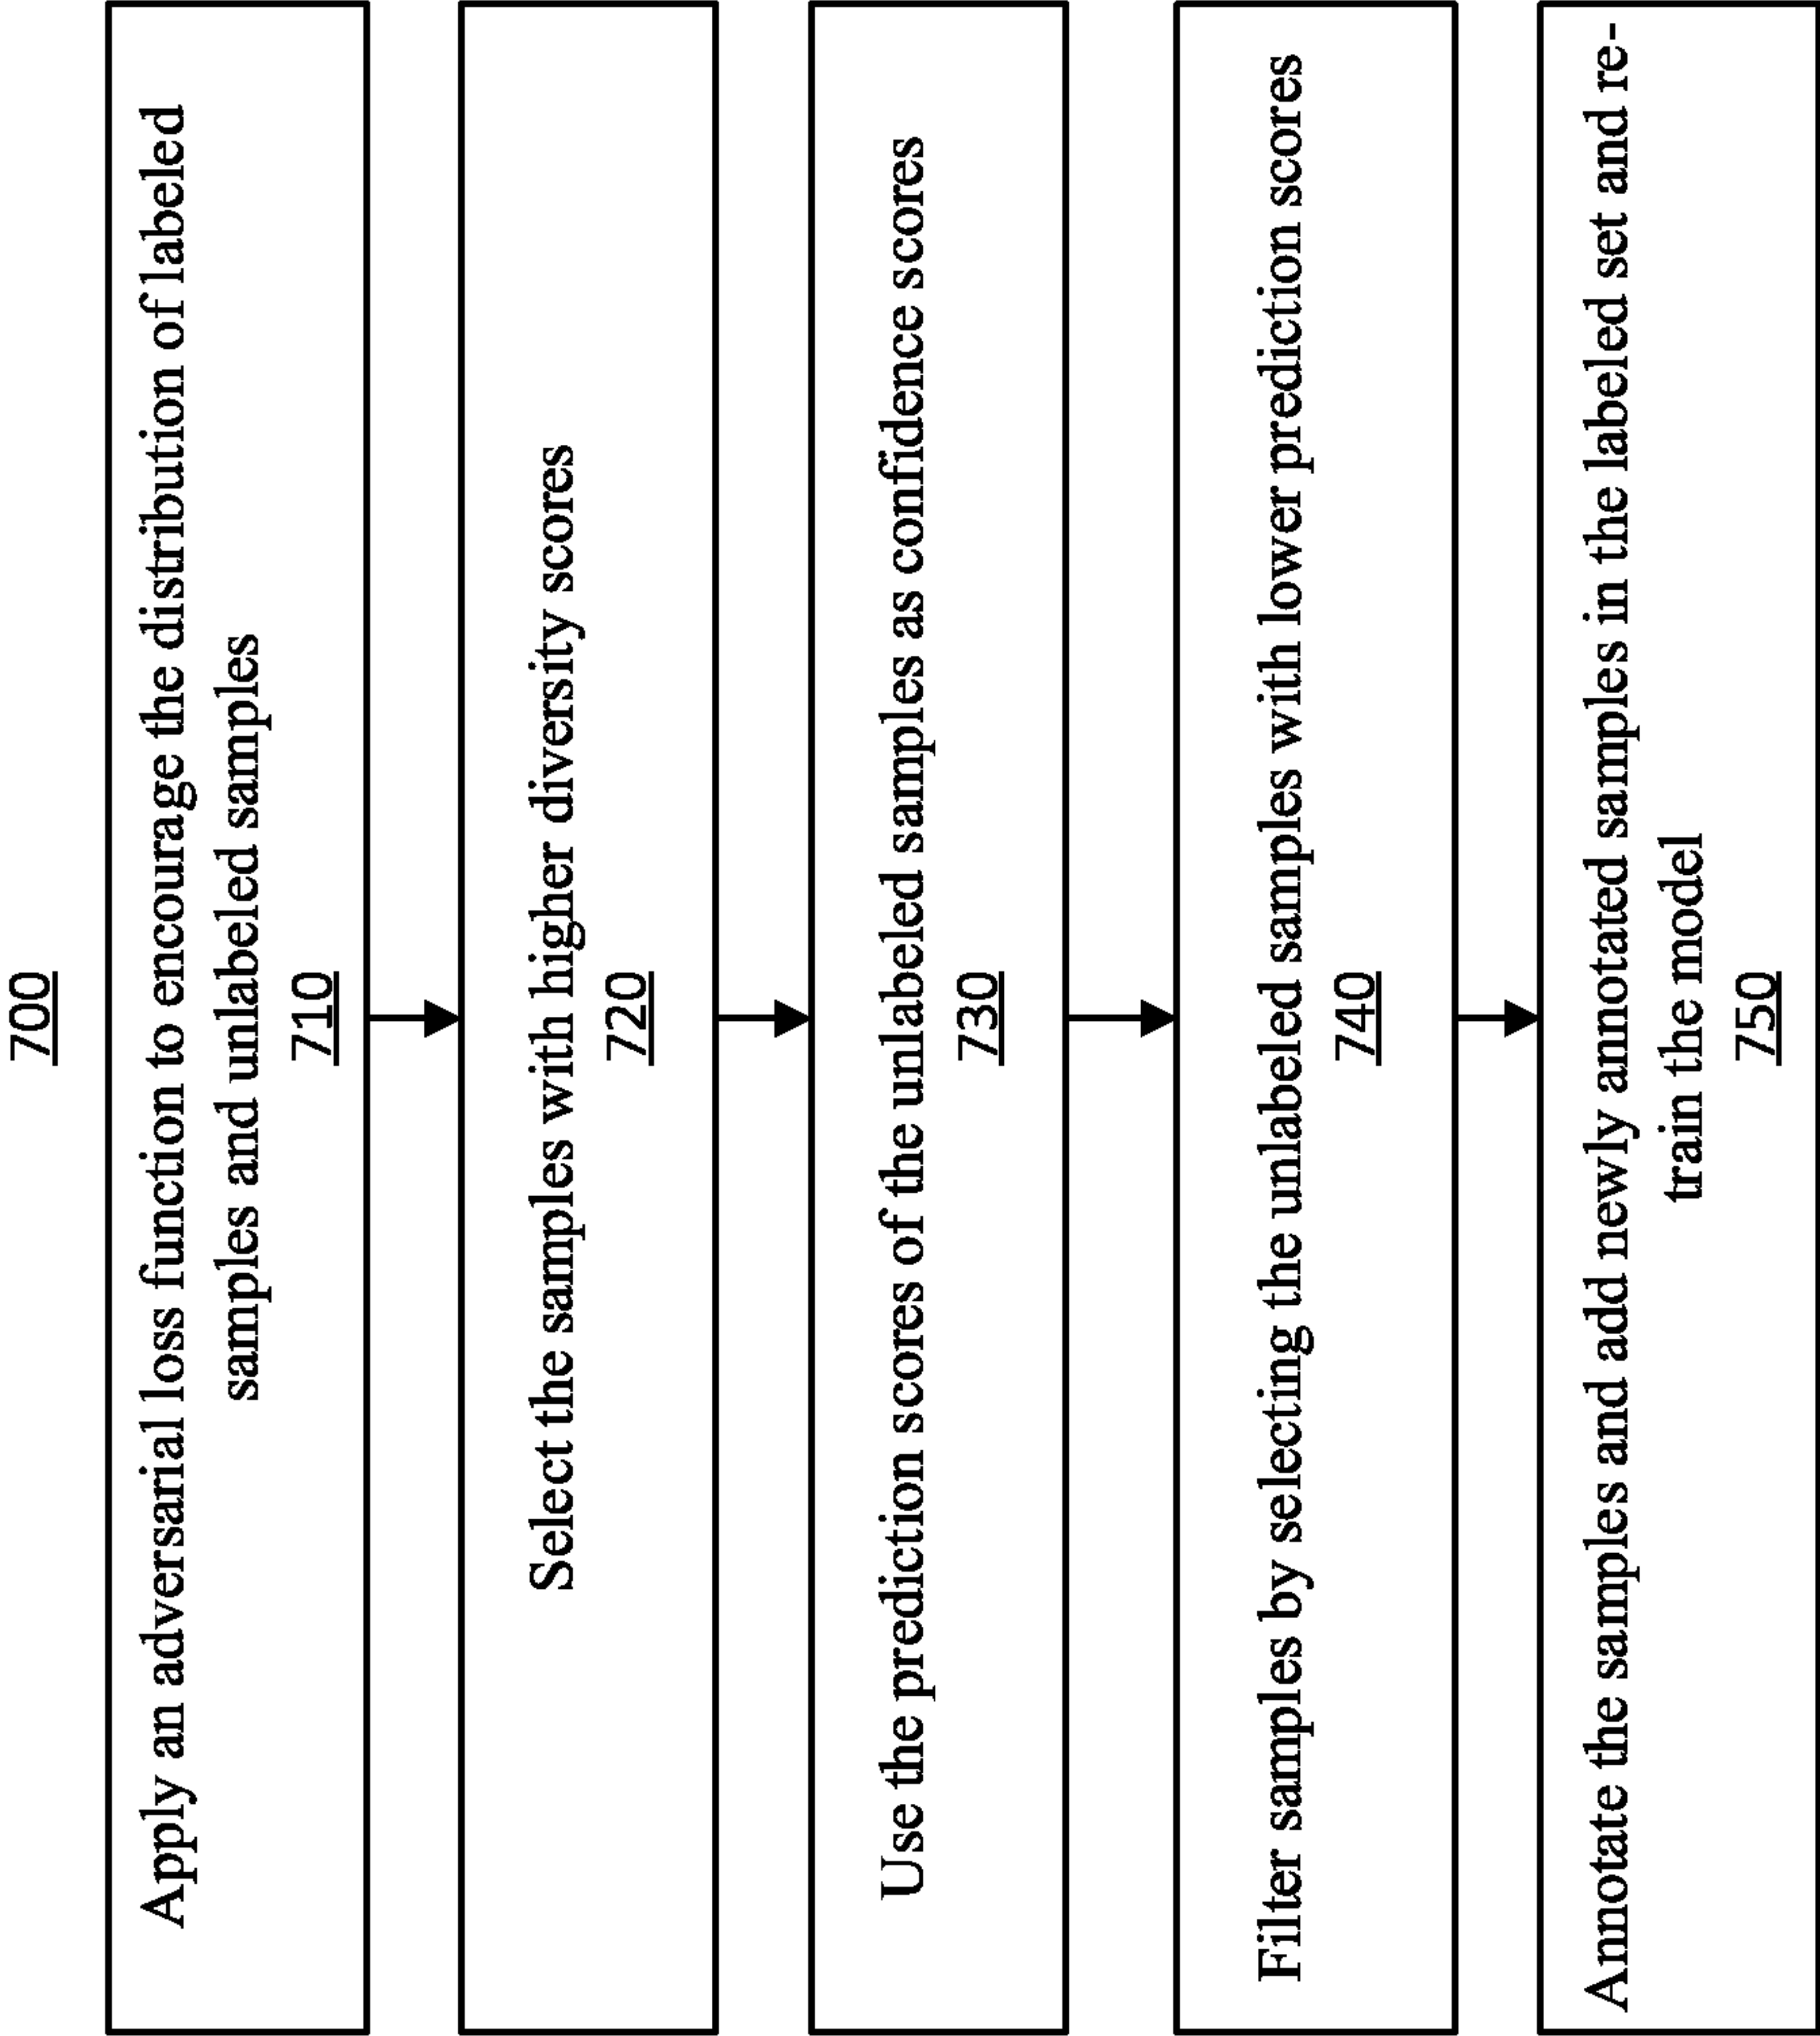 700
Apply an adversarial loss function to encourage the distribution of labeled
samples and unlabeled samples
710
Select the samples with higher diversity scores
720
Use the prediction scores of the unlabeled samples as confidence scores
730
Filter samples by selecting the unlabeled samples with lower prediction scores
740
Annotate the samples and add newly annotated samples in the labeled set and re-
train the model
750